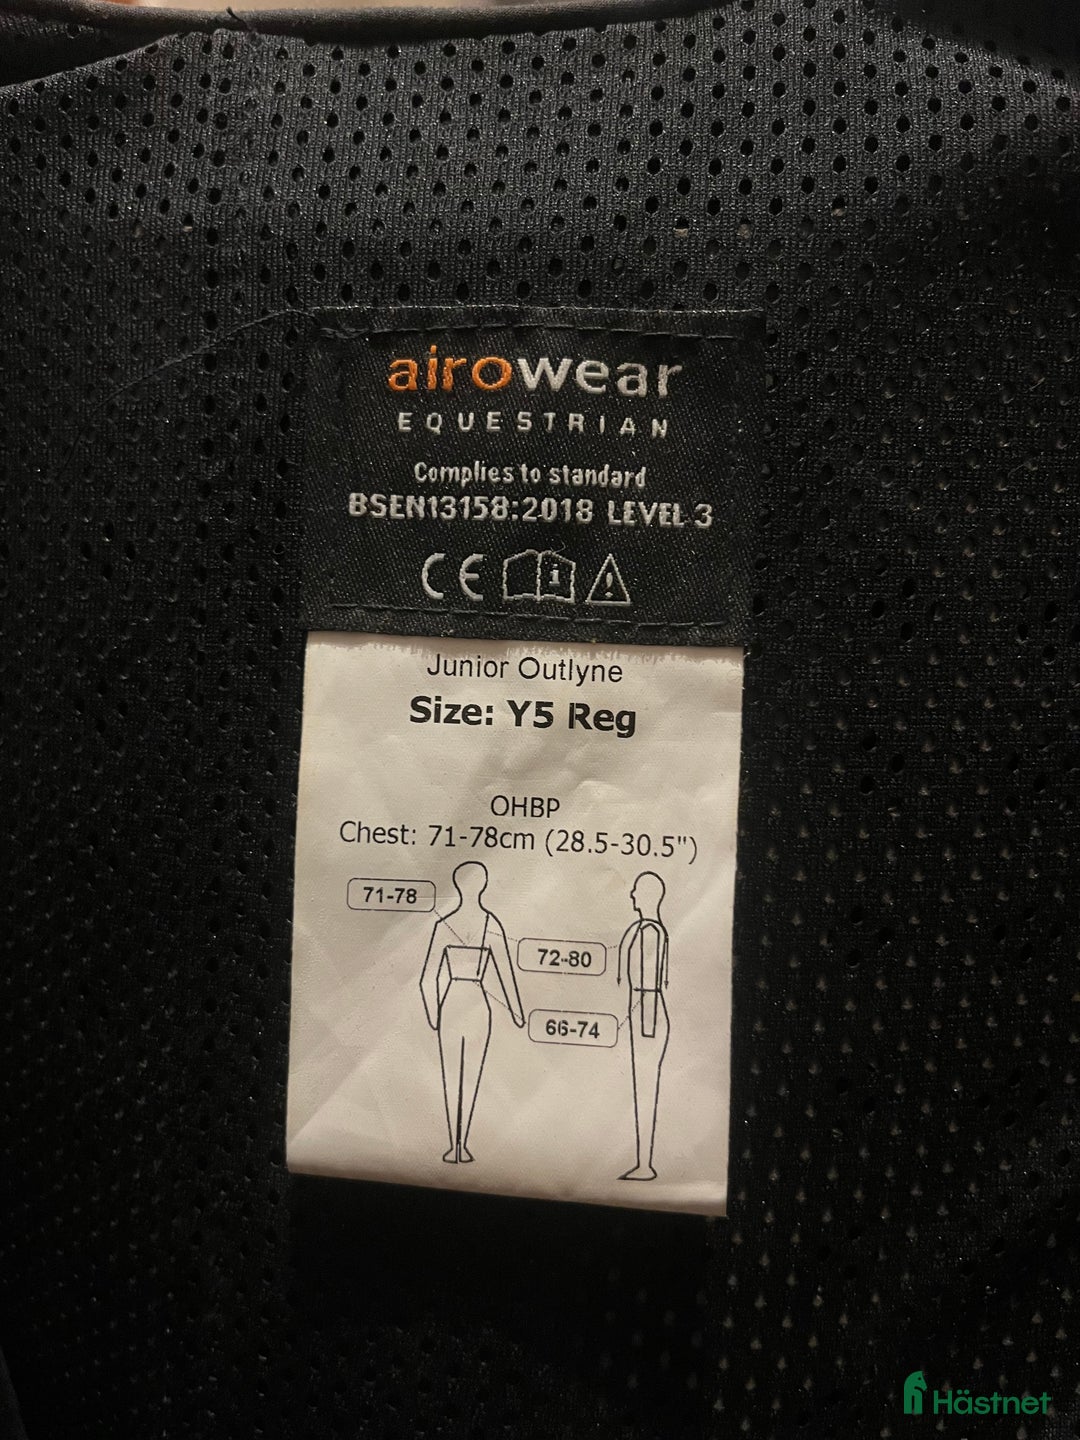 airowear
EQUESTRIAN
Complies to standard
BSEN13158:2018 LEVEL 3
CE
Junior Outlyne
Size: Y5 Reg
OHBP
Chest: 71-78cm (28.5-30.5")
71-78
72-80
66-74
Hästnet